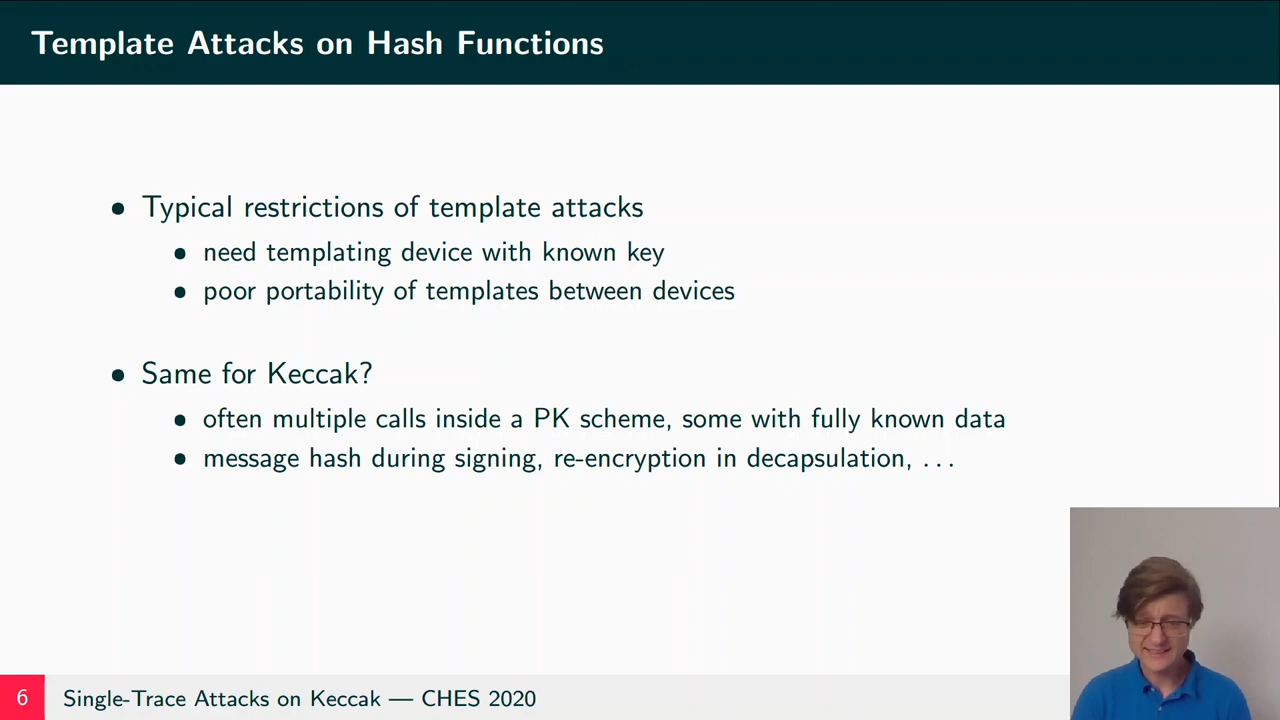 Template Attacks on Hash Functions
• Typical restrictions of template attacks
• need templating device with known key
• poor portability of templates between devices
• Same for Keccak?
• often multiple calls inside a PK scheme, some with fully known data
• message hash during signing, re-encryption in decapsulation, ...
6 Single-Trace Attacks on Keccak — CHES 2020